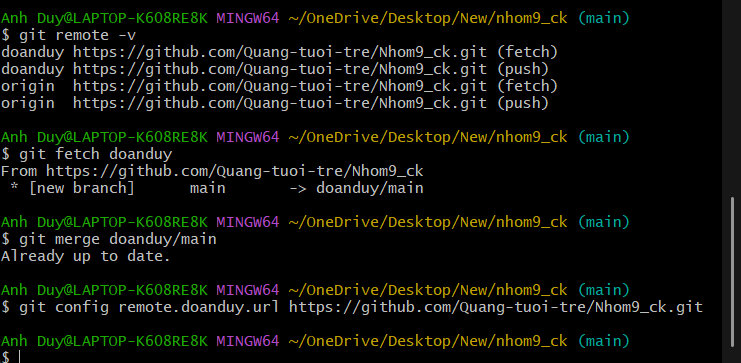 Anh Duy@LAPTOP-K608RE8K MINGW64 ~/OneDrive/Desktop/New/nhom9_ck (main)
$ git remote -v
doanduy https://github.com/Quang-tuoi-tre/Nhom9_ck.git (fetch)
doanduy https://github.com/Quang-tuoi-tre/Nhom9_ck.git (push)
origin  https://github.com/Quang-tuoi-tre/Nhom9_ck.git (fetch)
origin  https://github.com/Quang-tuoi-tre/Nhom9_ck.git (push)
Anh Duy@LAPTOP-K608RE8K MINGW64 ~/OneDrive/Desktop/New/nhom9_ck (main)
$ git fetch doanduy
From https://github.com/Quang-tuoi-tre/Nhom9_ck
 * [new branch]      main       -> doanduy/main
Anh Duy@LAPTOP-K608RE8K MINGW64 ~/OneDrive/Desktop/New/nhom9_ck (main)
$ git merge doanduy/main
Already up to date.
Anh Duy@LAPTOP-K608RE8K MINGW64 ~/OneDrive/Desktop/New/nhom9_ck (main)
$ git config remote.doanduy.url https://github.com/Quang-tuoi-tre/Nhom9_ck.git
Anh Duy@LAPTOP-K608RE8K MINGW64 ~/OneDrive/Desktop/New/nhom9_ck (main)
$